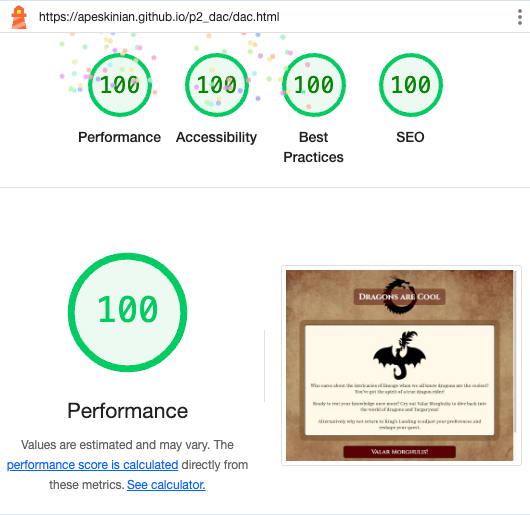 https://apeskinian.github.io/p2_dac/dac.html
100 100 100 100
Performance Accessibility Best Practices SEO
100
Performance
Values are estimated and may vary. The
performance score is calculated directly from
these metrics. See calculator.
Dragons are Cool
Who cares about the intricacies of lineage when we all know dragons are the coolest?
You've got the spirit of a true dragon rider!
Ready to test your knowledge once more? Cry out Valar Morghulis to dive back into
the world of dragons and Targaryens!
Alternatively why not return to King's Landing to adjust your preferences and
reshape your quest.
Valar Morghulis!